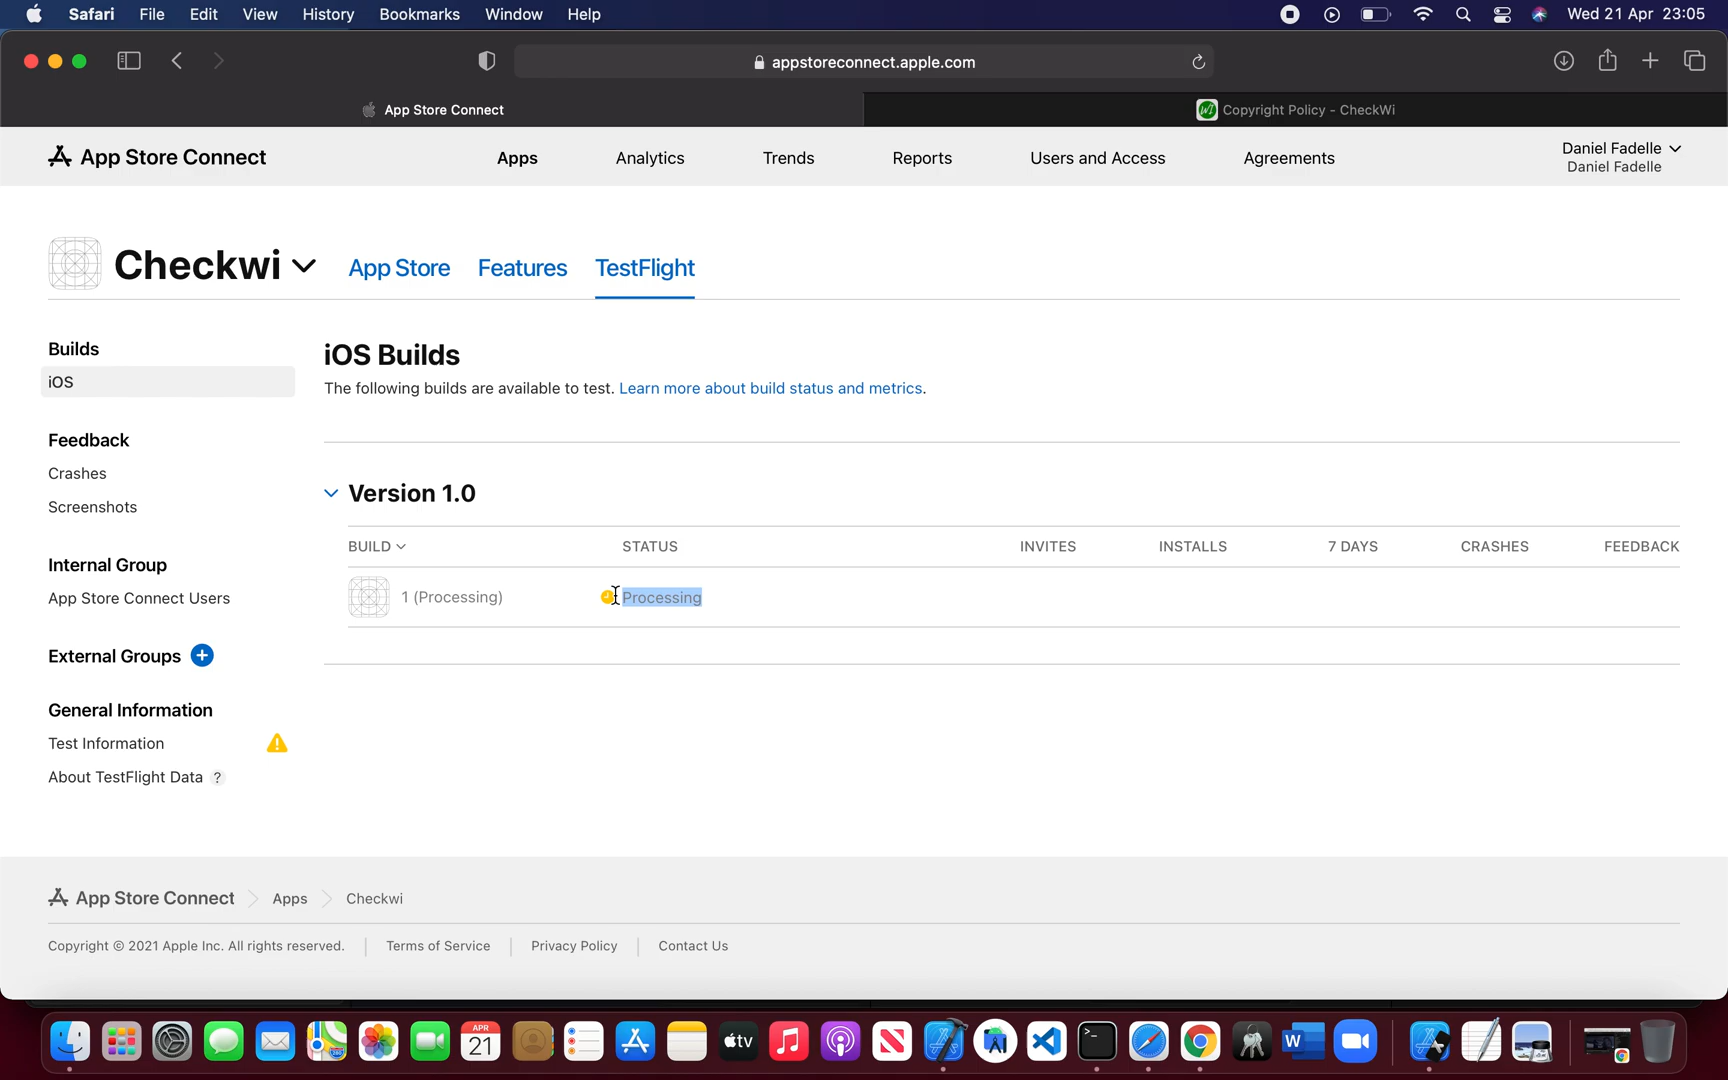 Safari File Edit View History Bookmarks Window Help Wed 21 Apr 23:05
appstoreconnect.apple.com
App Store Connect Copyright Policy - CheckWi
App Store Connect Apps Analytics Trends Reports Users and Access Agreements Daniel Fadelle
Daniel Fadelle
Checkwi App Store Features TestFlight
Builds
iOS
Feedback
Crashes
Screenshots
Internal Group
App Store Connect Users
External Groups
General Information
Test Information
About TestFlight Data ?
iOS Builds
The following builds are available to test. Learn more about build status and metrics.
Version 1.0
BUILD STATUS INVITES INSTALLS 7 DAYS CRASHES FEEDBACK
1 (Processing) Processing
App Store Connect Apps Checkwi
Copyright © 2021 Apple Inc. All rights reserved. Terms of Service Privacy Policy Contact Us
APR
21
tv
W